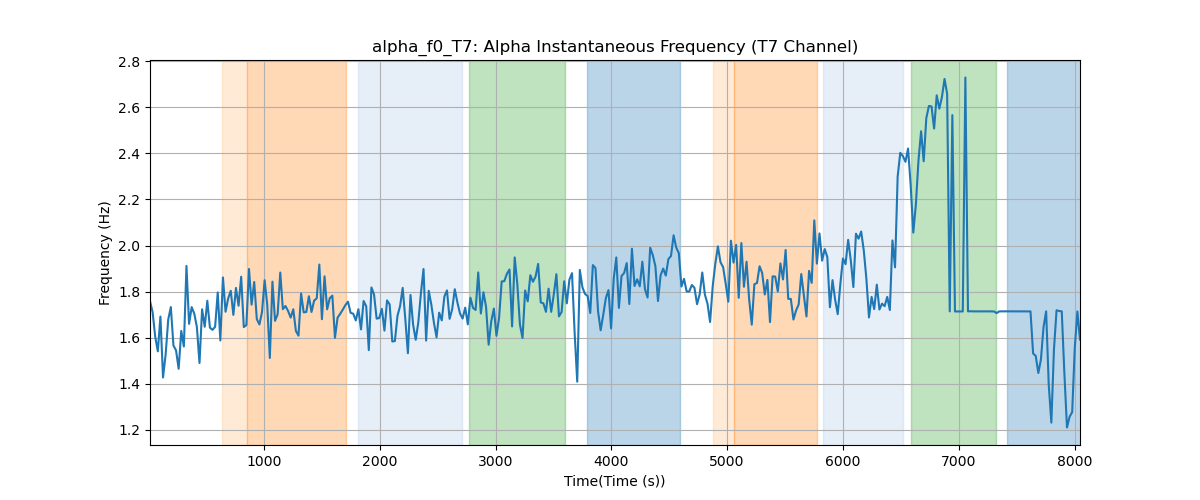 alpha_f0_T7: Alpha Instantaneous Frequency (T7 Channel)
2.8
2.6
2.4
2.2
2.0
1.8
1.6
1.4
1.2
Frequency (Hz)
1000 2000 3000 4000 5000 6000 7000 8000
Time(Time (s))